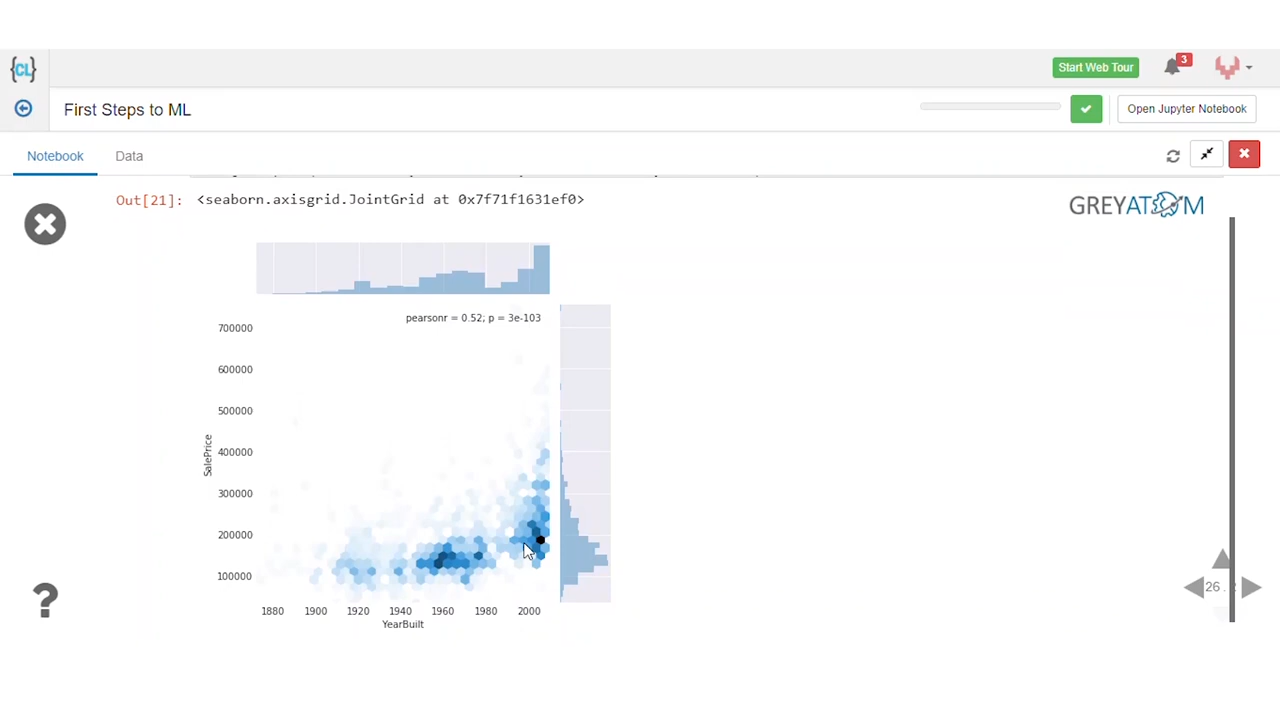 {CL}
Start Web Tour
3
First Steps to ML
Open Jupyter Notebook
Notebook
Data
Out[21]: <seaborn.axisgrid.JointGrid at 0x7f71f1631ef0>
GREYATOM
pearsonr = 0.52; p = 3e-103
700000
600000
500000
400000
300000
200000
100000
SalePrice
1880 1900 1920 1940 1960 1980 2000
YearBuilt
26 .
?